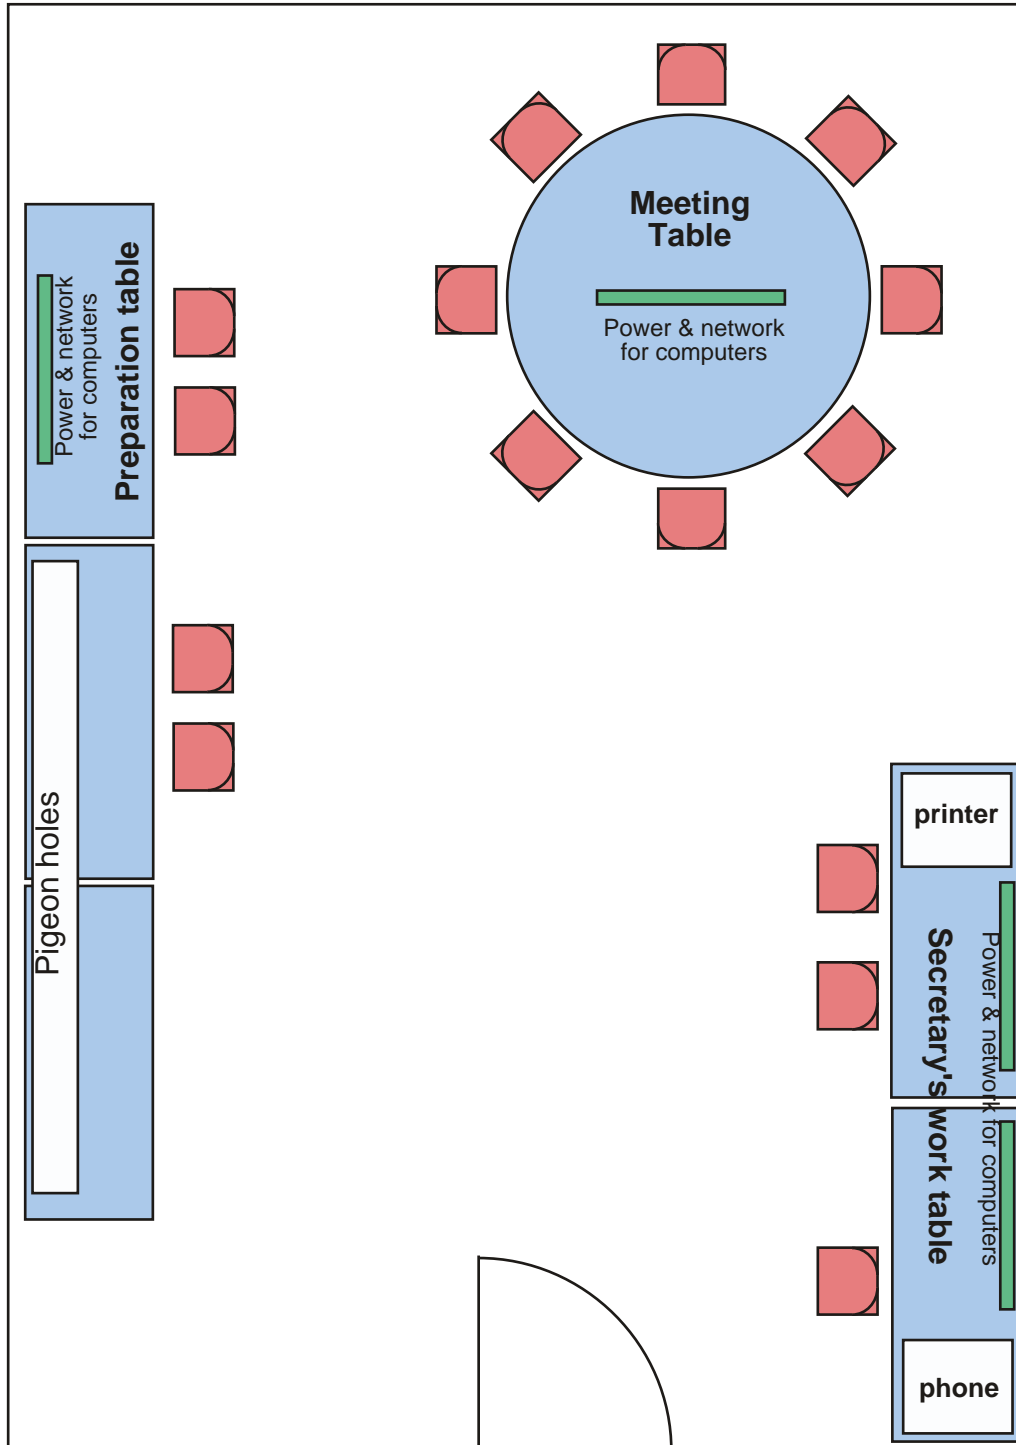 Meeting
Table
Power & network
for computers
Power & network
for computers
Preparation table
Pigeon holes
printer
Secretary's work table
Power & network for computers
phone